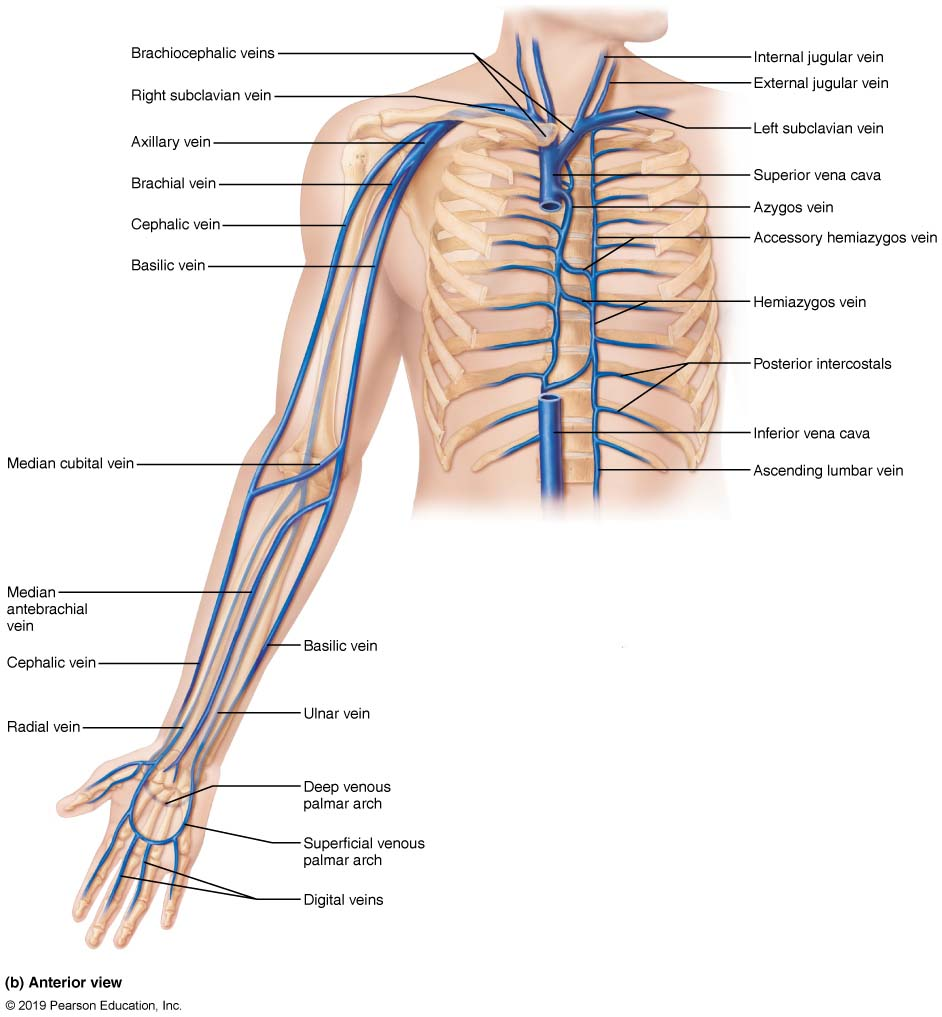 Brachiocephalic veins
Right subclavian vein
Axillary vein
Brachial vein
Cephalic vein
Basilic vein
Median cubital vein
Median
antebrachial
vein
Cephalic vein
Radial vein
Internal jugular vein
External jugular vein
Left subclavian vein
Superior vena cava
Azygos vein
Accessory hemiazygos vein
Hemiazygos vein
Posterior intercostals
Inferior vena cava
Ascending lumbar vein
Basilic vein
Ulnar vein
Deep venous
palmar arch
Superficial venous
palmar arch
Digital veins
(b) Anterior view
© 2019 Pearson Education, Inc.